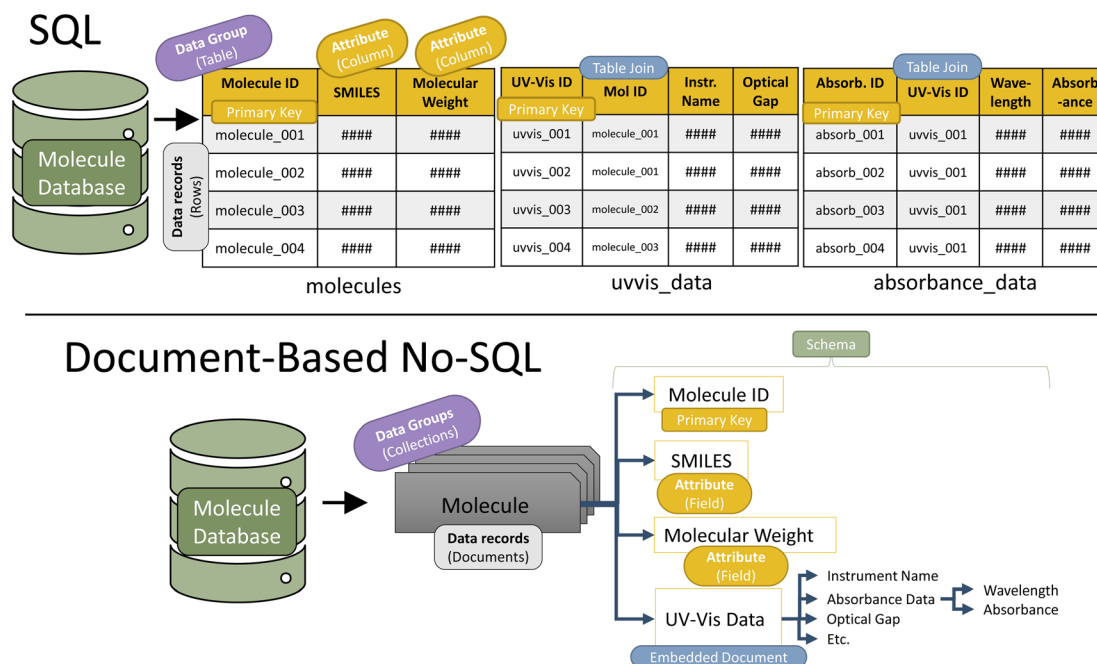 SQL
Data Group
(Table)
Attribute
(Column)
Attribute
(Column)
Molecule
Database
Data records
(Rows)
Molecule ID
Primary Key
SMILES
Molecular
Weight
molecule_001 #### ####
molecule_002 #### ####
molecule_003 #### ####
molecule_004 #### ####
molecules
UV-Vis ID
Primary Key
Table Join
Mol ID
Instr.
Name
Optical
Gap
uvvis_001 molecule_001 #### ####
uvvis_002 molecule_001 #### ####
uvvis_003 molecule_002 #### ####
uvvis_004 molecule_003 #### ####
uvvis_data
Absorb. ID
Primary Key
Table Join
UV-Vis ID
Wave-
length
Absorb
-ance
absorb_001 uvvis_001 #### ####
absorb_002 uvvis_001 #### ####
absorb_003 uvvis_001 #### ####
absorb_004 uvvis_001 #### ####
absorbance_data
Document-Based No-SQL
Schema
Molecule
Database
Data Groups
(Collections)
Molecule
Data records
(Documents)
Molecule ID
Primary Key
SMILES
Attribute
(Field)
Molecular Weight
Attribute
(Field)
UV-Vis Data
Embedded Document
Instrument Name
Absorbance Data
Optical Gap
Etc.
Wavelength
Absorbance